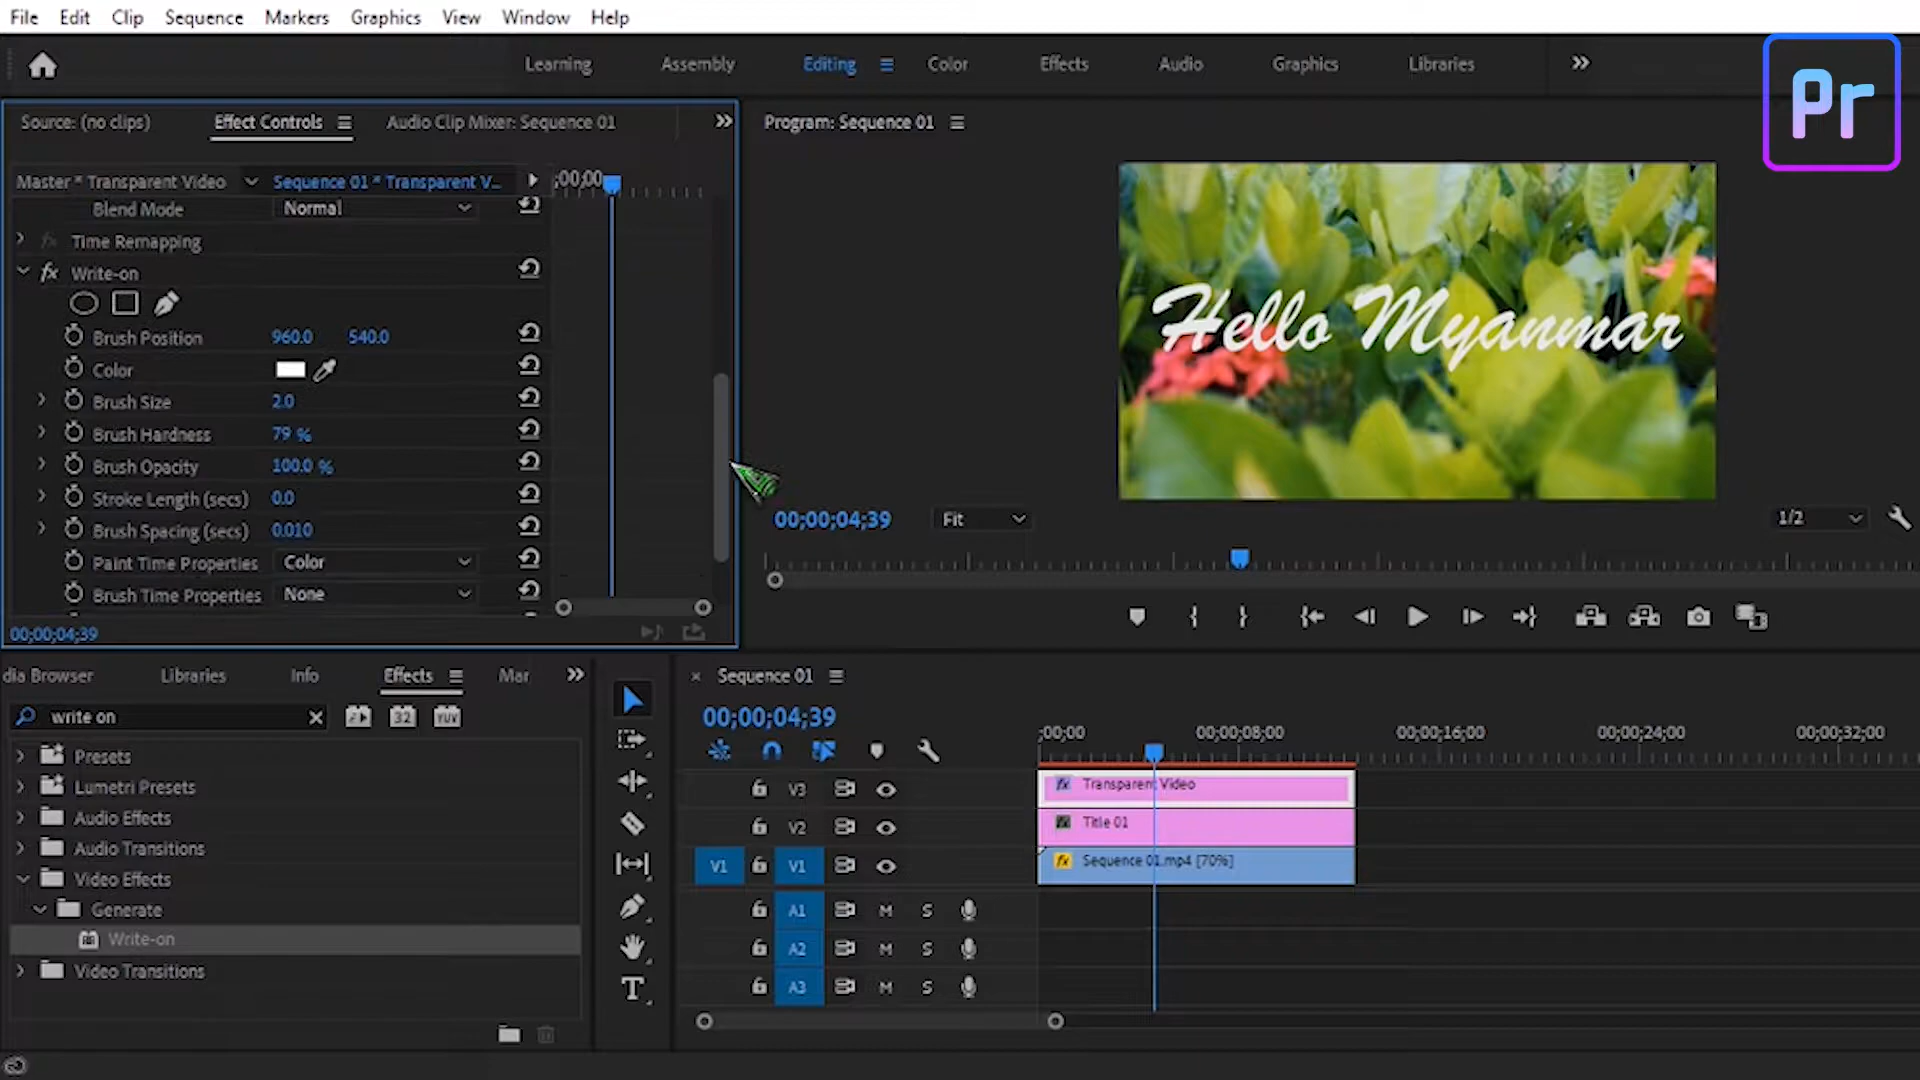 File Edit Clip Sequence Markers Graphics View Window Help
Learning Assembly Editing Color Effects Audio Graphics Libraries
Pr
Source: (no clips) Effect Controls Audio Clip Mixer: Sequence 01
Program: Sequence 01
Master * Transparent Video Sequence 01 * Transparent V... ;00;00
Blend Mode Normal
Time Remapping
fx Write-on
Brush Position 960.0 540.0
Color
Brush Size 2.0
Brush Hardness 79 %
Brush Opacity 100.0 %
Stroke Length (secs) 0.0
Brush Spacing (secs) 0.010
Paint Time Properties Color
Brush Time Properties None
00;00;04;39
Hello Myanmar
00;00;04;39 Fit 1/2
dia Browser Libraries Info Effects Mar
write on 32 YUV
Presets
Lumetri Presets
Audio Effects
Audio Transitions
Video Effects
Generate
Write-on
Video Transitions
T
× Sequence 01
00;00;04;39
;00;00 00;00;08;00 00;00;16;00 00;00;24;00 00;00;32;00
V3 fx Transparent Video
V2 Title 01
V1 V1 fx Sequence 01.mp4 [70%]
A1 M S
A2 M S
A3 M S